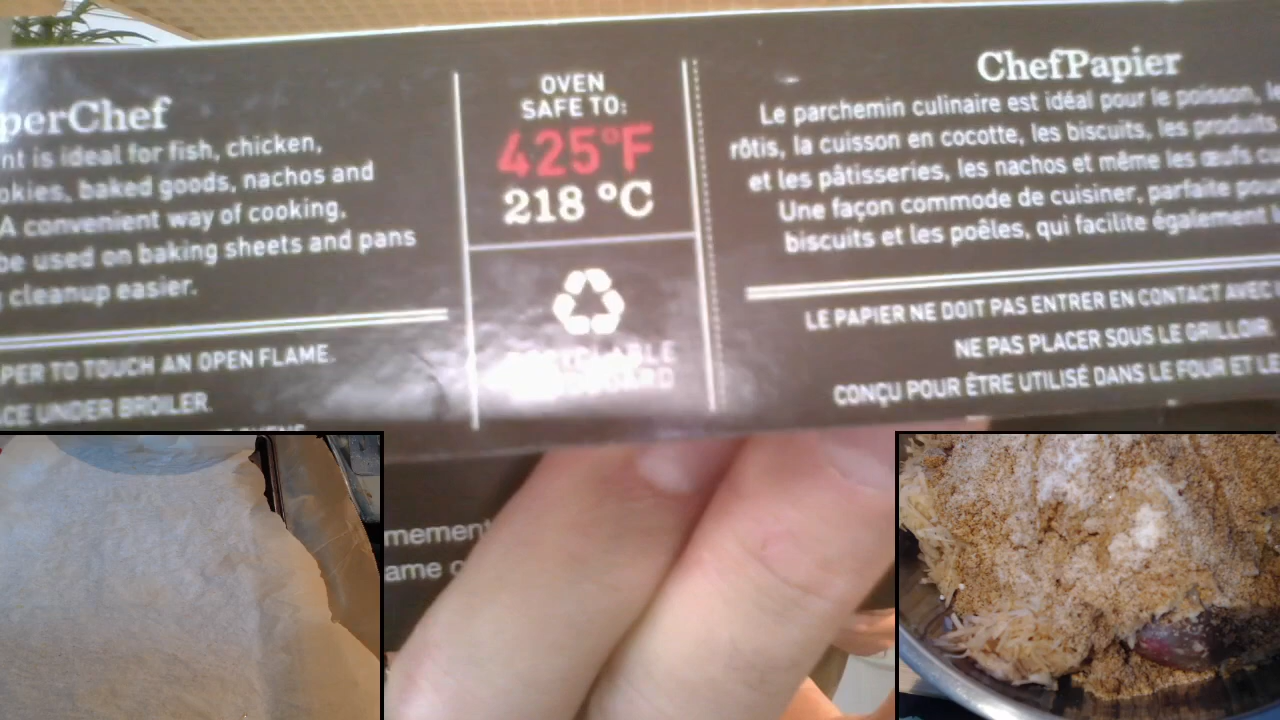 perChef
nt is ideal for fish, chicken,
okies, baked goods, nachos and
A convenient way of cooking,
be used on baking sheets and pans
cleanup easier.
PER TO TOUCH AN OPEN FLAME.
CE UNDER BROILER.
OVEN
SAFE TO:
425°F
218 °C
ChefPapier
Le parchemin culinaire est idéal pour le poisson, le
rôtis, la cuisson en cocotte, les biscuits, les produits
et les pâtisseries, les nachos et même les œufs cu
Une façon commode de cuisiner, parfaite pour
biscuits et les poêles, qui facilite également l
LE PAPIER NE DOIT PAS ENTRER EN CONTACT AVEC
NE PAS PLACER SOUS LE GRILLOIR.
CONÇU POUR ÊTRE UTILISÉ DANS LE FOUR ET LE
mement
ame